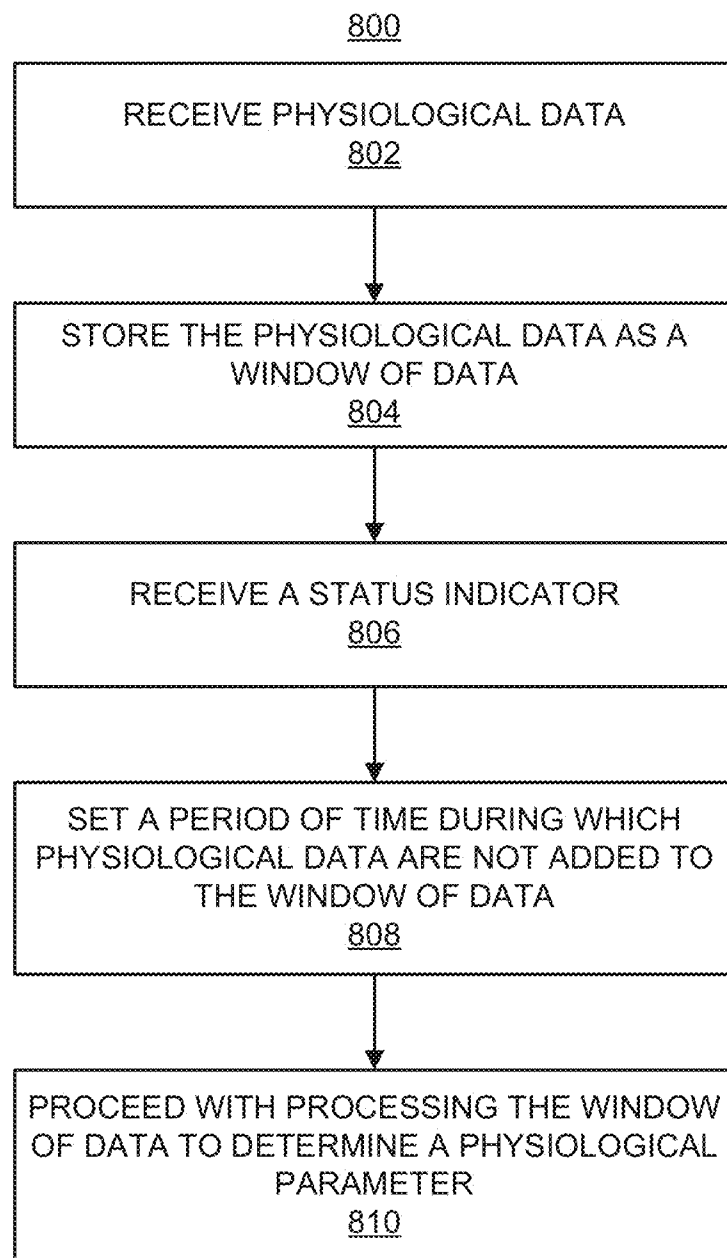 800
RECEIVE PHYSIOLOGICAL DATA
802
STORE THE PHYSIOLOGICAL DATA AS A
WINDOW OF DATA
804
RECEIVE A STATUS INDICATOR
806
SET A PERIOD OF TIME DURING WHICH
PHYSIOLOGICAL DATA ARE NOT ADDED TO
THE WINDOW OF DATA
808
PROCEED WITH PROCESSING THE WINDOW
OF DATA TO DETERMINE A PHYSIOLOGICAL
PARAMETER
810